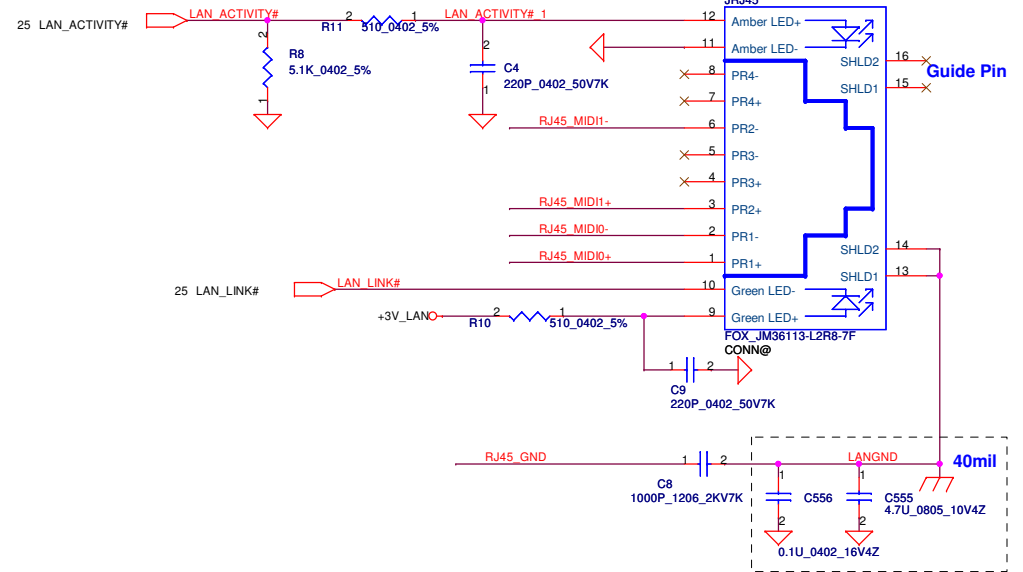 JRJ45
LAN_ACTIVITY#
LAN_ACTIVITY#_1
25 LAN_ACTIVITY#
2
R11
1
510_0402_5%
12
Amber LED+
2
R8
5.1K_0402_5%
1
2
C4
220P_0402_50V7K
1
11
Amber LED-
16
SHLD2
Guide Pin
15
SHLD1
8
PR4-
7
PR4+
RJ45_MIDI1-
6
PR2-
5
PR3-
4
PR3+
RJ45_MIDI1+
3
PR2+
RJ45_MIDI0-
2
PR1-
14
SHLD2
RJ45_MIDI0+
1
PR1+
13
SHLD1
25 LAN_LINK#
LAN_LINK#
10
Green LED-
+3V_LAN
R10
2
1
510_0402_5%
9
Green LED+
FOX_JM36113-L2R8-7F
CONN@
1
2
C9
220P_0402_50V7K
RJ45_GND
1
2
LANGND
40mil
C8
1000P_1206_2KV7K
1
C556
2
0.1U_0402_16V4Z
1
C555
4.7U_0805_10V4Z
2